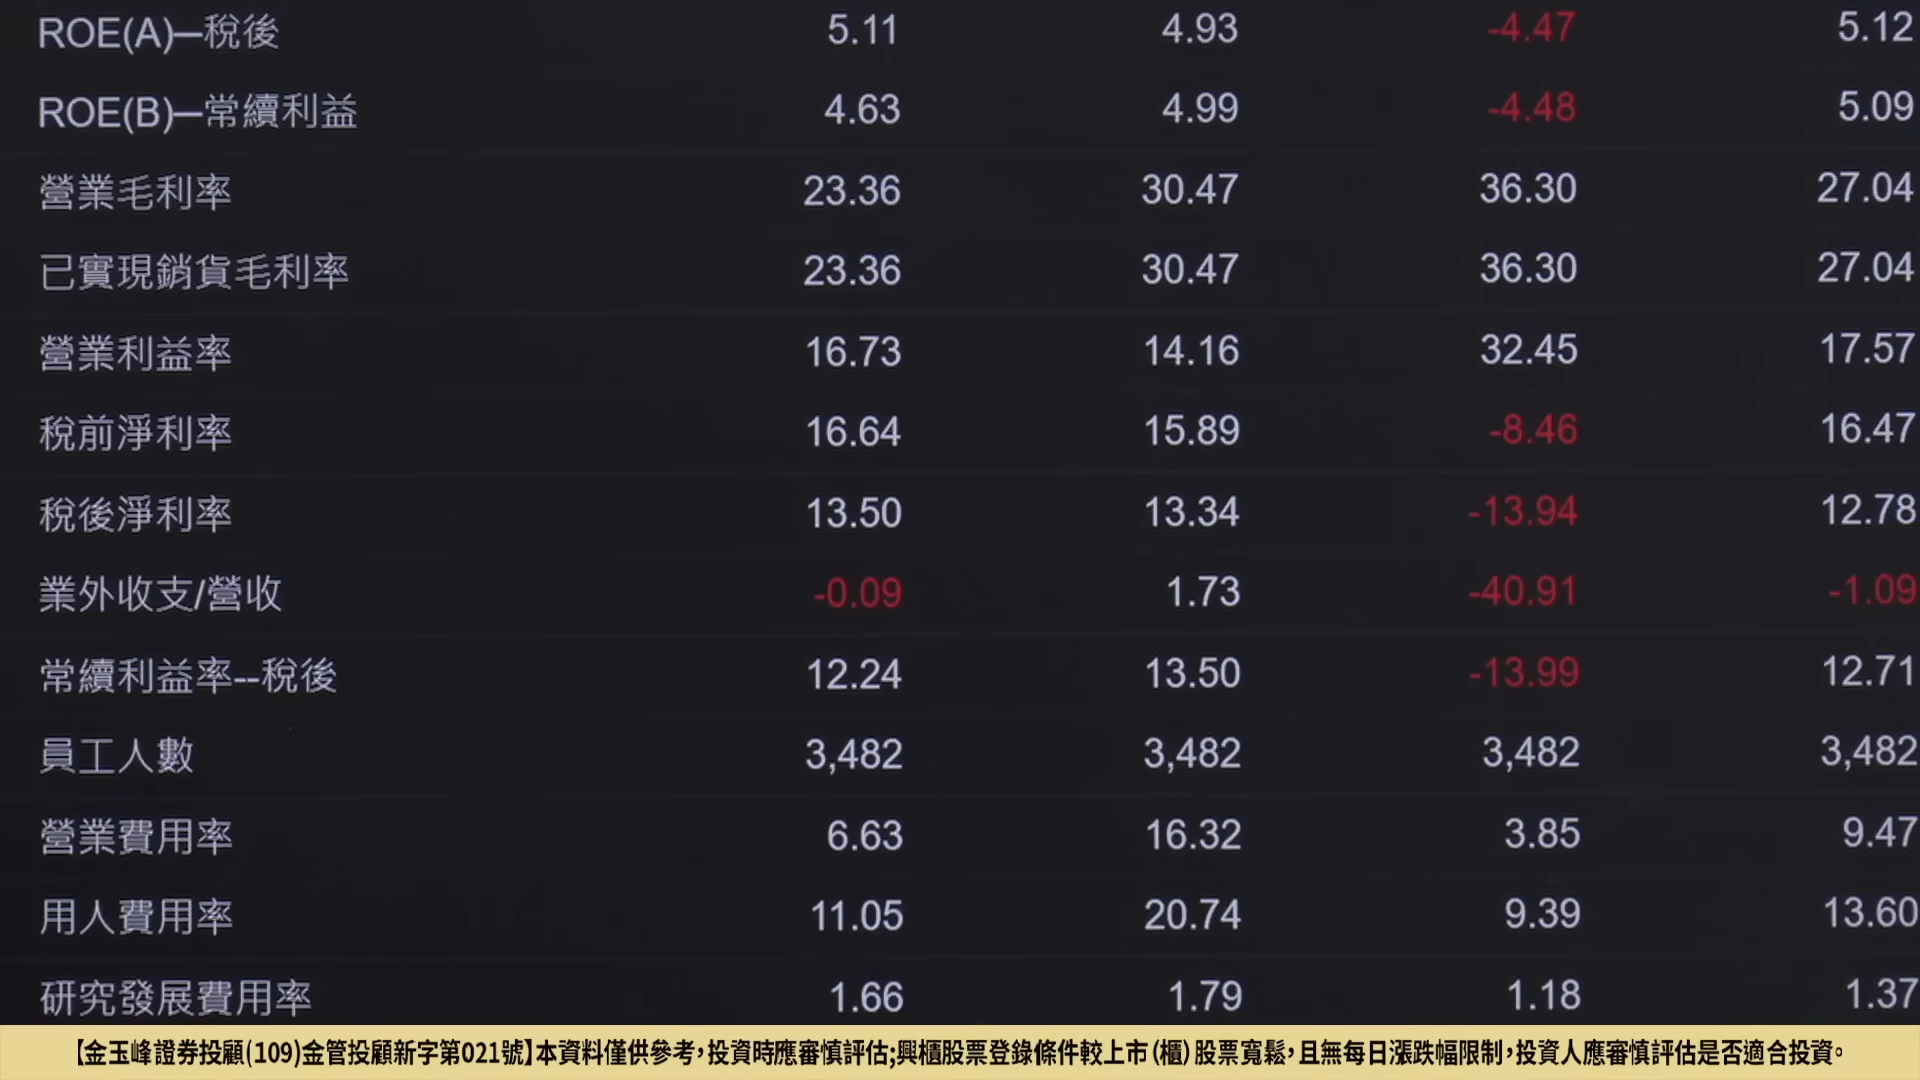 ROE(A)—稅後 5.11 4.93 -4.47 5.12
ROE(B)—常續利益 4.63 4.99 -4.48 5.09
營業毛利率 23.36 30.47 36.30 27.04
已實現銷貨毛利率 23.36 30.47 36.30 27.04
營業利益率 16.73 14.16 32.45 17.57
稅前淨利率 16.64 15.89 -8.46 16.47
稅後淨利率 13.50 13.34 -13.94 12.78
業外收支/營收 -0.09 1.73 -40.91 -1.09
常續利益率--稅後 12.24 13.50 -13.99 12.71
員工人數 3,482 3,482 3,482 3,482
營業費用率 6.63 16.32 3.85 9.47
用人費用率 11.05 20.74 9.39 13.60
研究發展費用率 1.66 1.79 1.18 1.37
【金玉峰證券投顧(109)金管投顧新字第021號】本資料僅供參考,投資時應審慎評估;興櫃股票登錄條件較上市(櫃)股票寬鬆,且無每日漲跌幅限制,投資人應審慎評估是否適合投資。